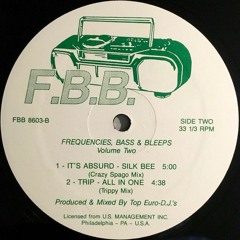 F.B.B.
FBB 8603-B
SIDE TWO
33 1/3 RPM
FREQUENCIES, BASS & BLEEPS
Volume Two
1 - IT'S ABSURD - SILK BEE 5:00
(Crazy Spago Mix)
2 - TRIP - ALL IN ONE 4:38
(Trippy Mix)
Produced & Mixed By Top Euro-D.J.'s
Licensed from U.S. MANAGEMENT INC.
Philadelphia - PA - U.S.A.